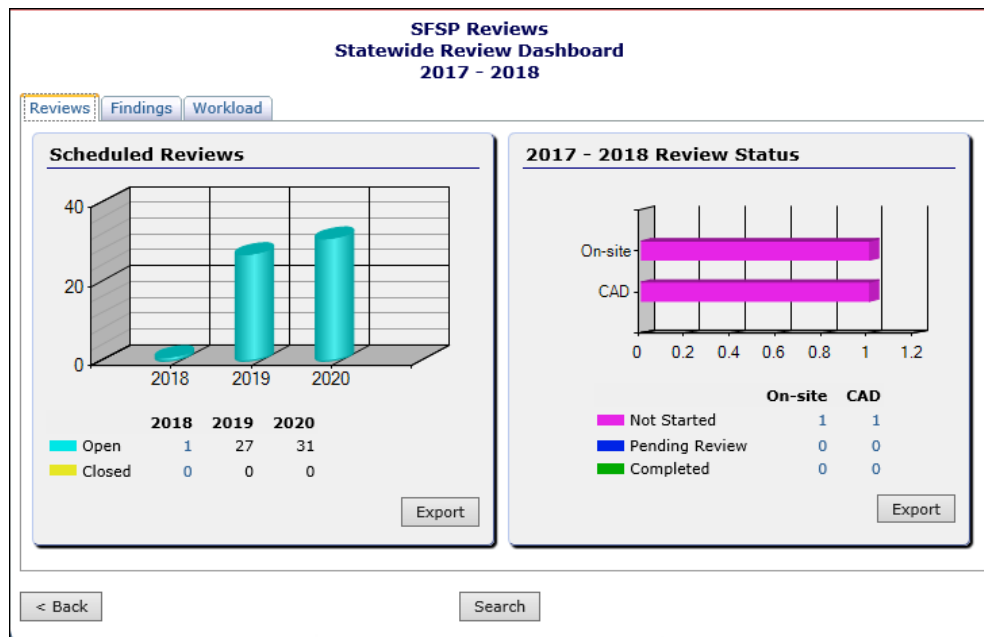 SFSP Reviews
Statewide Review Dashboard
2017 - 2018
Reviews Findings Workload
Scheduled Reviews
40
20
0
2018 2019 2020
2018 2019 2020
Open 1 27 31
Closed 0 0 0
Export
2017 - 2018 Review Status
On-site
CAD
0 0.2 0.4 0.6 0.8 1 1.2
On-site CAD
Not Started 1 1
Pending Review 0 0
Completed 0 0
Export
< Back Search